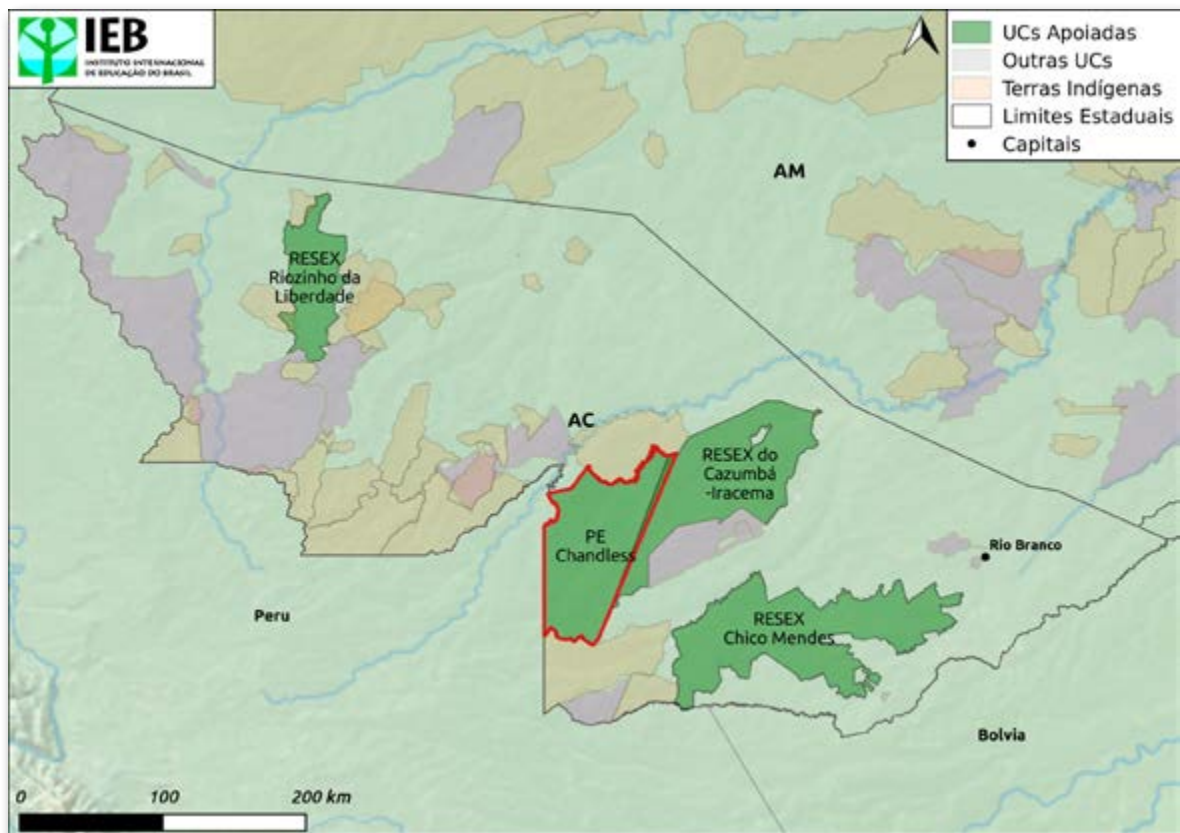 IEB
INSTITUTO INTERNACIONAL
DE EDUCAÇÃO DO BRASIL
UCs Apoiadas
Outras UCs
Terras Indígenas
Limites Estaduais
Capitais
AM
RESEX
Riozinho da
Liberdade
AC
RESEX do
Cazumbá
-Iracema
PE
Chandless
Rio Branco
Peru
RESEX
Chico Mendes
Bolvia
0 100 200 km